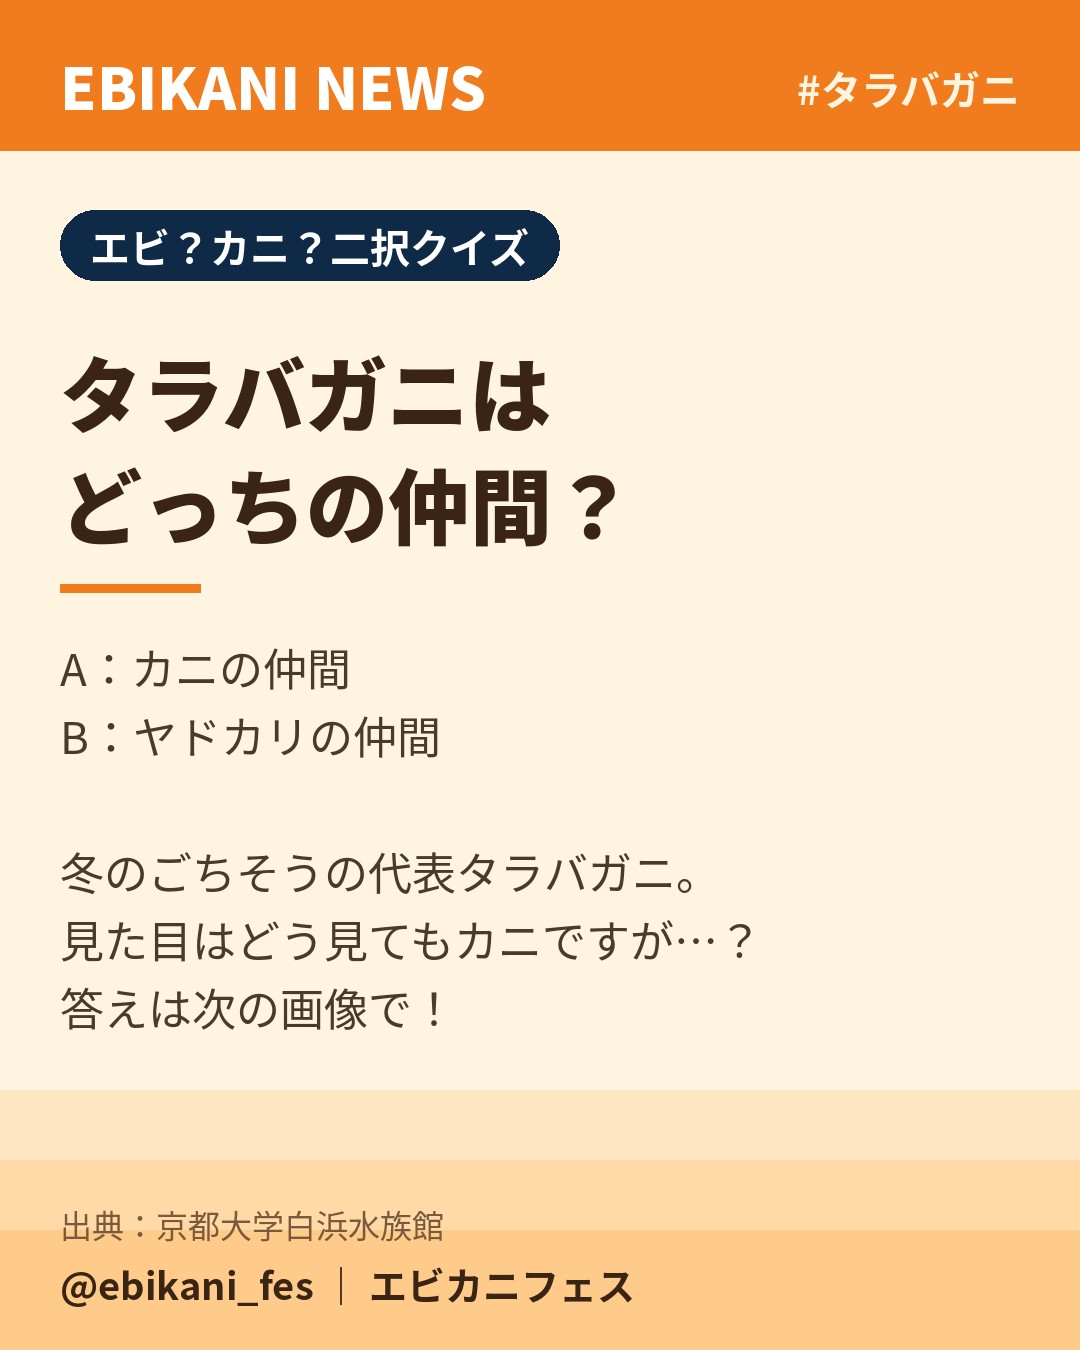 EBIKANI NEWS
#タラバガニ
エビ？カニ？二択クイズ
タラバガニは
どっちの仲間？
A：カニの仲間
B：ヤドカリの仲間
冬のごちそうの代表タラバガニ。
見た目はどう見てもカニですが…？
答えは次の画像で！
出典：京都大学白浜水族館
@ebikani_fes ｜ エビカニフェス